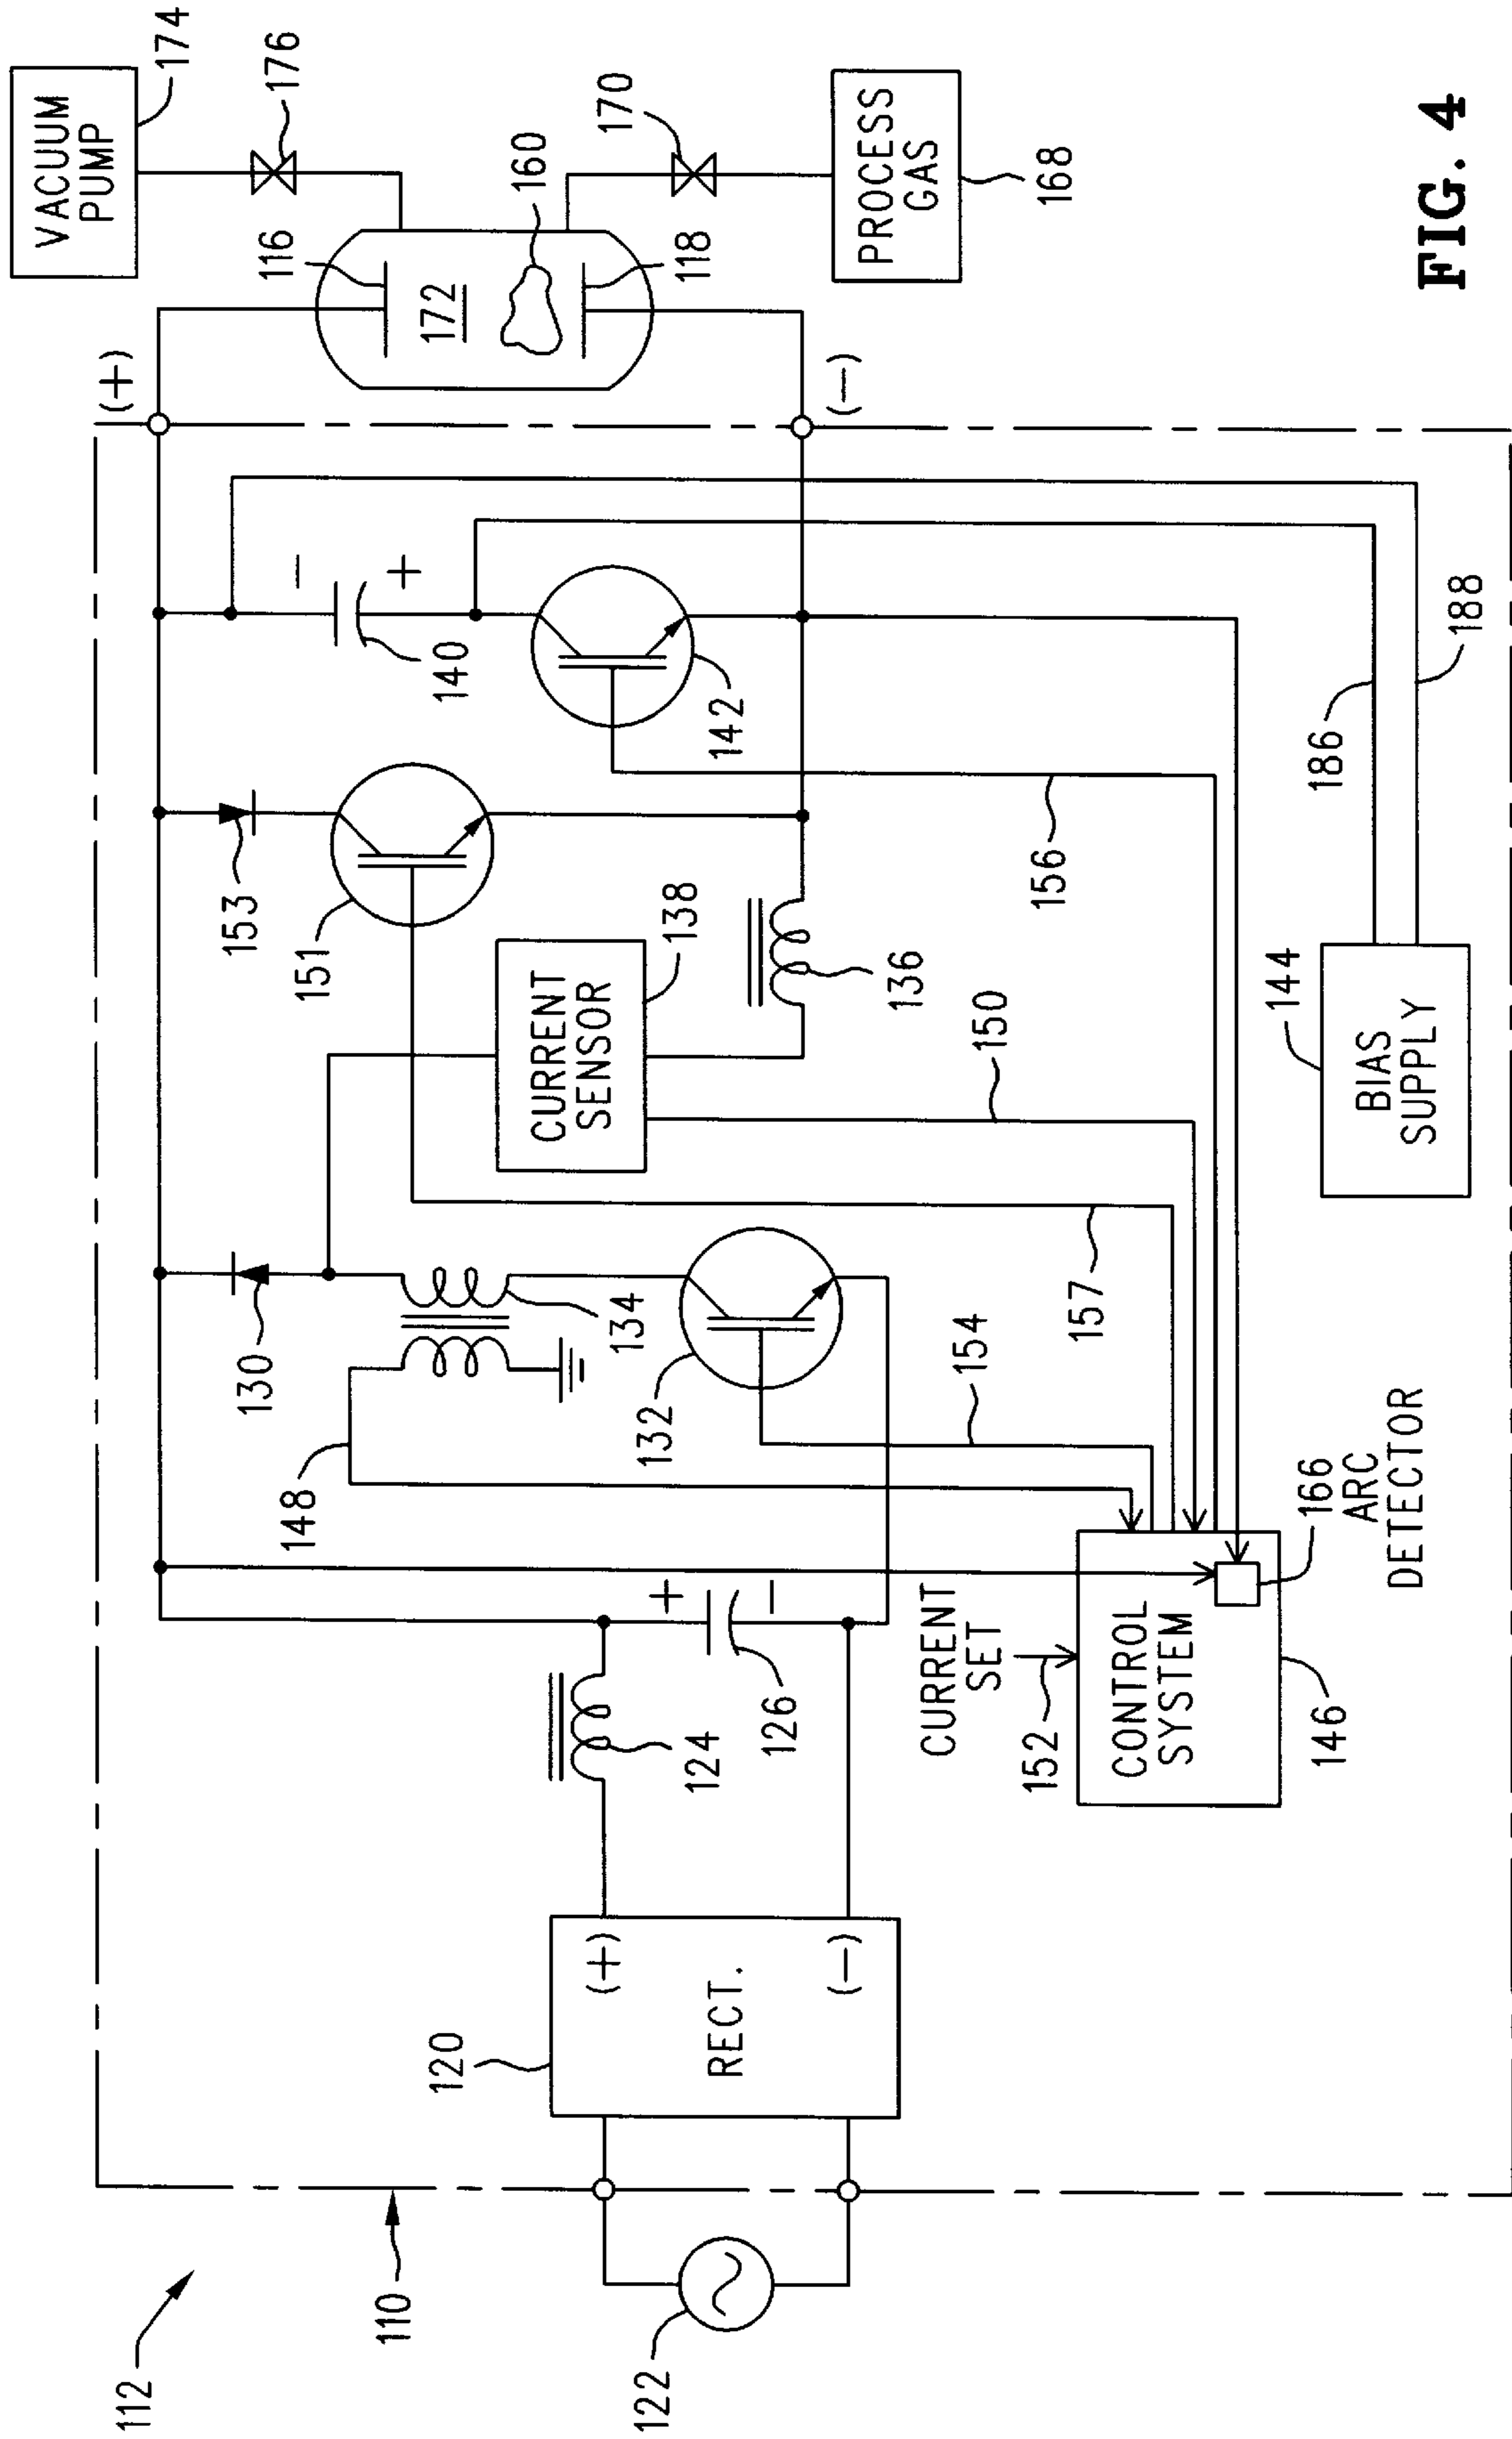 112
110
122
120
RECT.
(+)
(−)
124
126
+
−
148
130
134
132
154
CURRENT
SET
152
CONTROL
SYSTEM
146
166
ARC
DETECTOR
157
150
CURRENT
SENSOR
138
136
153
151
156
140
−
+
142
144
BIAS
SUPPLY
186
188
(+)
(−)
116
172
160
118
VACUUM
PUMP
174
176
170
PROCESS
GAS
168
FIG. 4